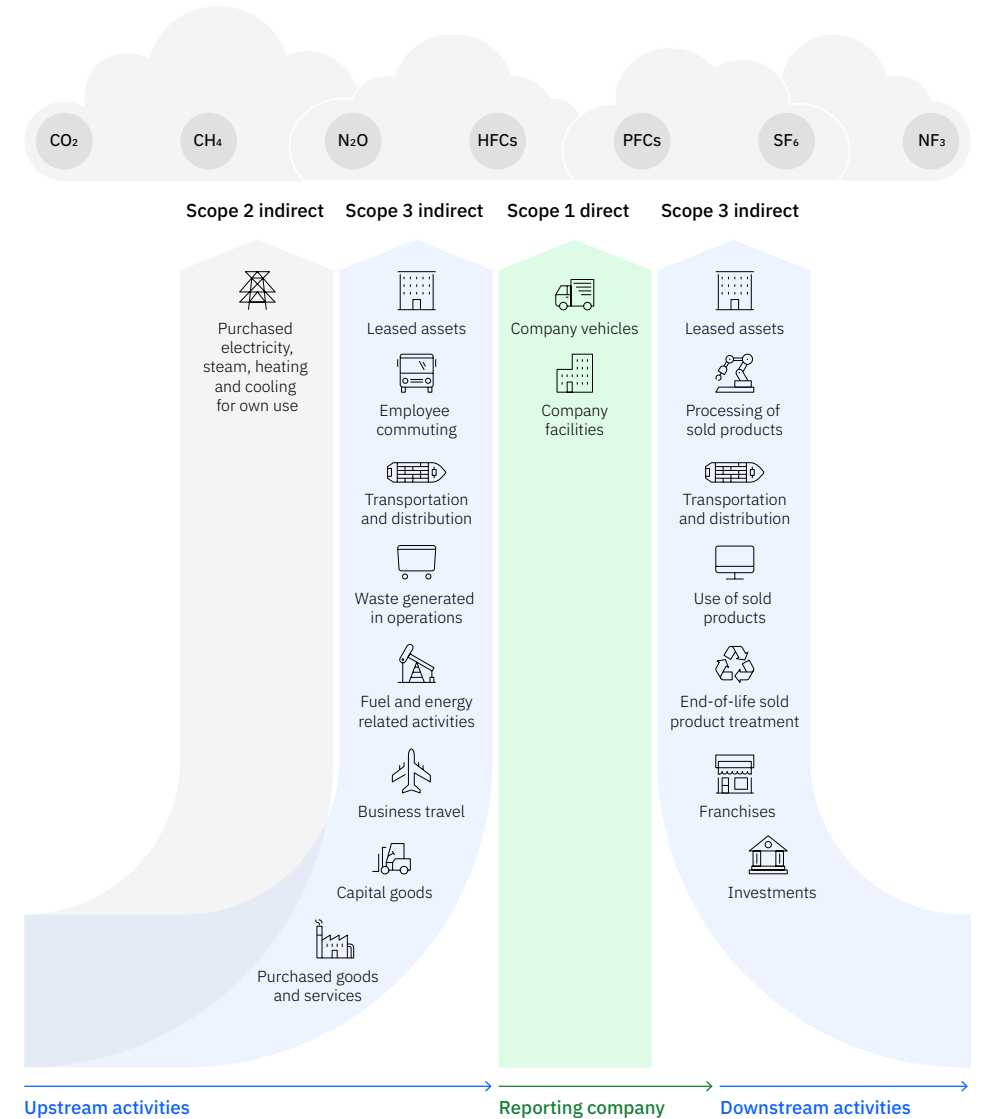 CO₂
CH₄
N₂O
HFCs
PFCs
SF₆
NF₃
Scope 2 indirect
Scope 3 indirect
Scope 1 direct
Scope 3 indirect
Purchased
electricity,
steam, heating
and cooling
for own use
Leased assets
Employee
commuting
Transportation
and distribution
Waste generated
in operations
Fuel and energy
related activities
Business travel
Capital goods
Purchased goods
and services
Company vehicles
Company
facilities
Leased assets
Processing of
sold products
Transportation
and distribution
Use of sold
products
End-of-life sold
product treatment
Franchises
Investments
Upstream activities
Reporting company
Downstream activities